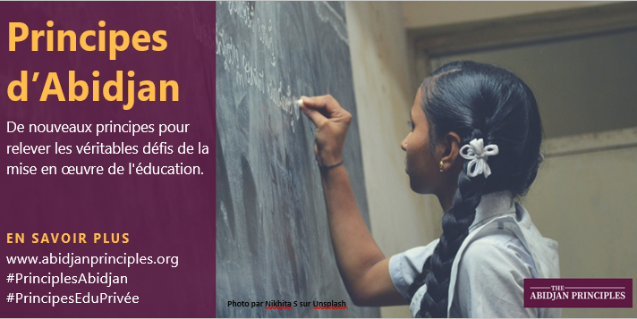 Principes
d’Abidjan
De nouveaux principes pour
relever les véritables défis de la
mise en œuvre de l'éducation.
EN SAVOIR PLUS
www.abidjanprinciples.org
#PrinciplesAbidjan
#PrincipesEduPrivée
Photo par Nikhita S sur Unsplash
THE
ABIDJAN PRINCIPLES